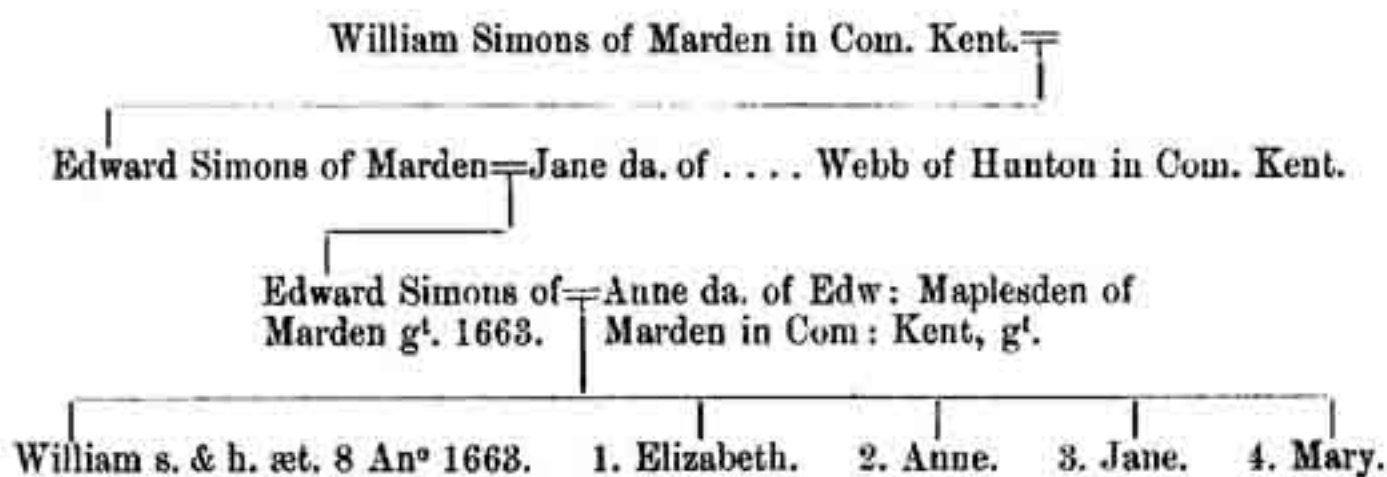 William Simons of Marden in Com. Kent.
Edward Simons of Marden=Jane da. of .... Webb of Hunton in Com. Kent.
Edward Simons of=Anne da. of Edw: Maplesden of
Marden gᵗ. 1663. Marden in Com: Kent, gᵗ.
William s. & h. æt. 8 Anᵒ 1663. 1. Elizabeth. 2. Anne. 3. Jane. 4. Mary.